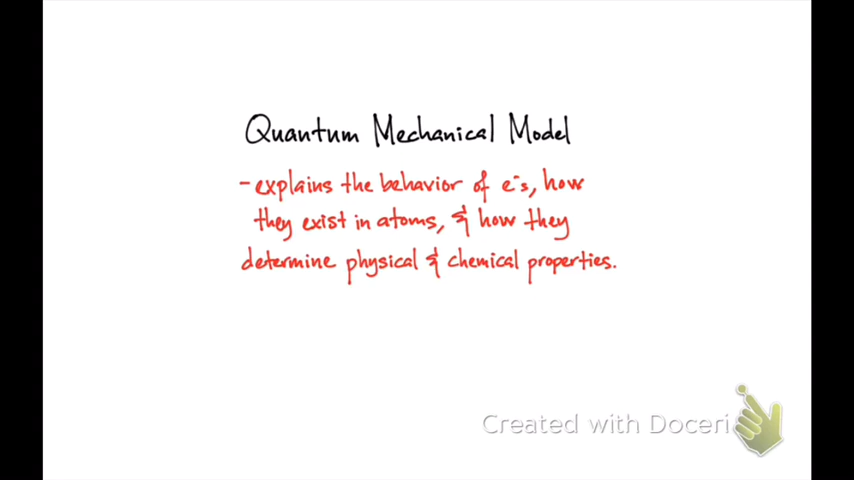 Quantum Mechanical Model
- explains the behavior of e⁻s, how
they exist in atoms, & how they
determine physical & chemical properties.
Created with Doceri